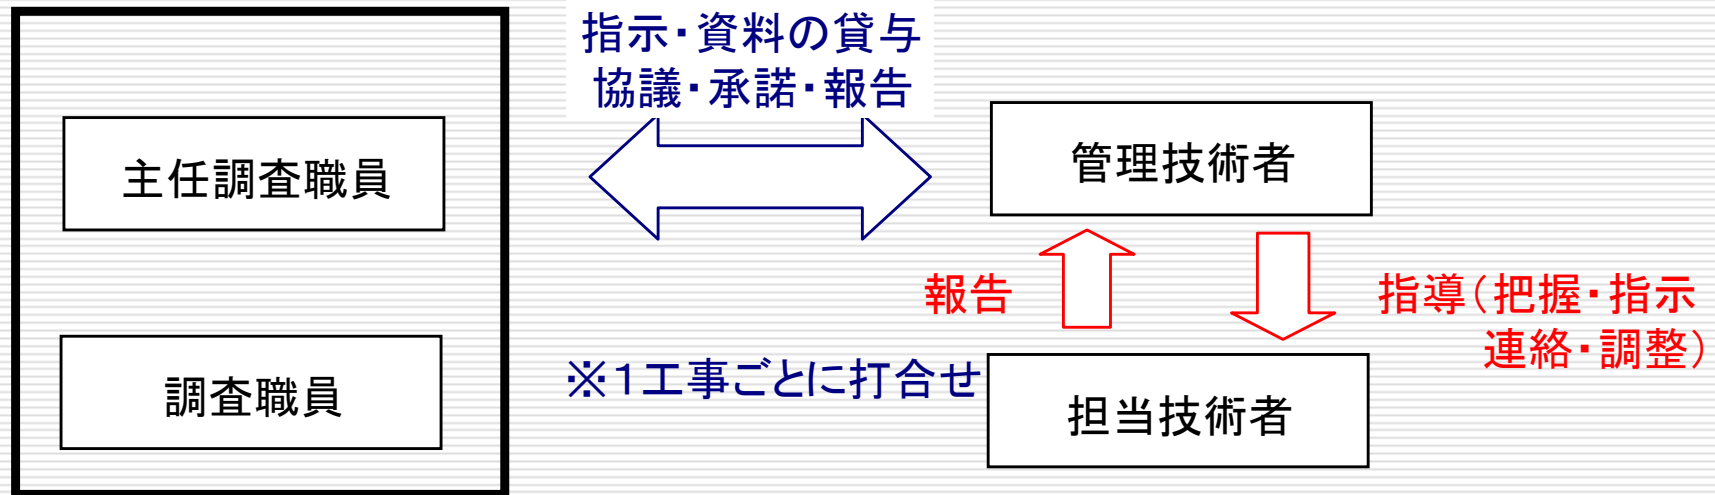 指示・資料の貸与
協議・承諾・報告
主任調査職員
管理技術者
報告
指導(把握・指示
連絡・調整)
調査職員
※1工事ごとに打合せ
担当技術者